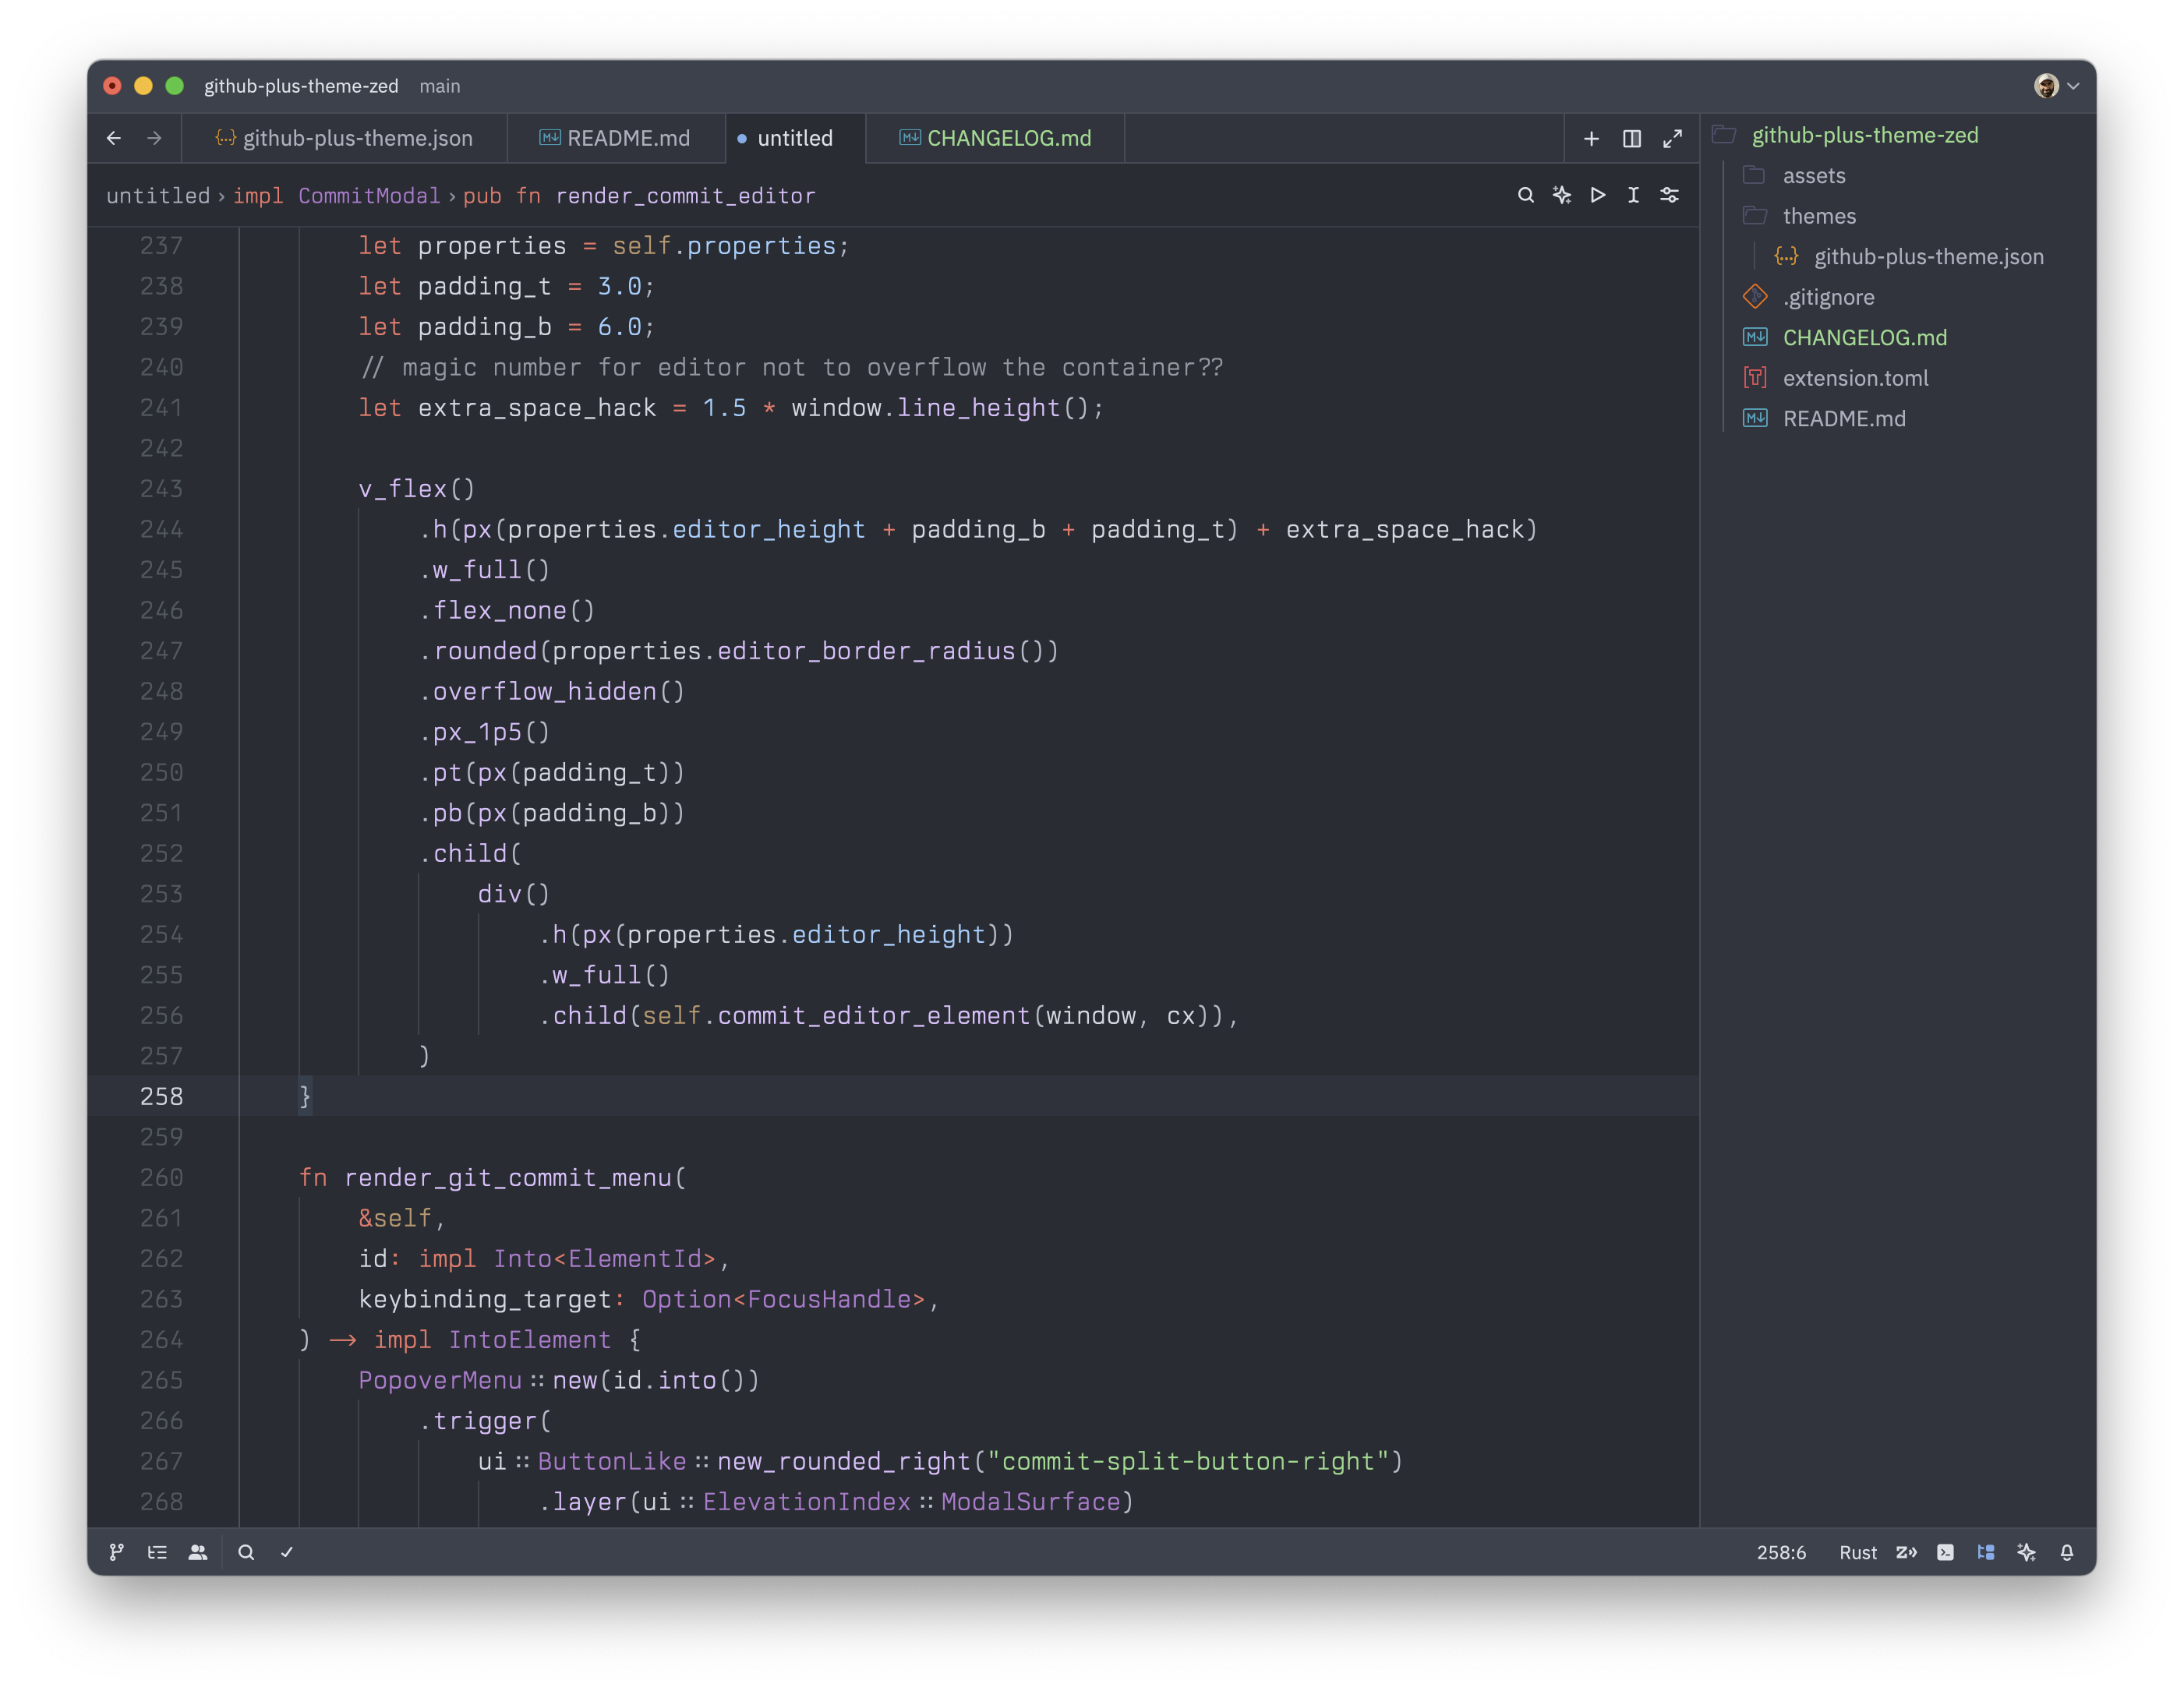 github-plus-theme-zed main
github-plus-theme.json README.md untitled CHANGELOG.md
untitled › impl CommitModal › pub fn render_commit_editor
237 let properties = self.properties;
238 let padding_t = 3.0;
239 let padding_b = 6.0;
240 // magic number for editor not to overflow the container??
241 let extra_space_hack = 1.5 * window.line_height();
242
243 v_flex()
244 .h(px(properties.editor_height + padding_b + padding_t) + extra_space_hack)
245 .w_full()
246 .flex_none()
247 .rounded(properties.editor_border_radius())
248 .overflow_hidden()
249 .px_1p5()
250 .pt(px(padding_t))
251 .pb(px(padding_b))
252 .child(
253 div()
254 .h(px(properties.editor_height))
255 .w_full()
256 .child(self.commit_editor_element(window, cx)),
257 )
258 }
259
260 fn render_git_commit_menu(
261 &self,
262 id: impl Into<ElementId>,
263 keybinding_target: Option<FocusHandle>,
264 ) -> impl IntoElement {
265 PopoverMenu::new(id.into())
266 .trigger(
267 ui::ButtonLike::new_rounded_right("commit-split-button-right")
268 .layer(ui::ElevationIndex::ModalSurface)
github-plus-theme-zed
assets
themes
github-plus-theme.json
.gitignore
CHANGELOG.md
extension.toml
README.md
258:6 Rust